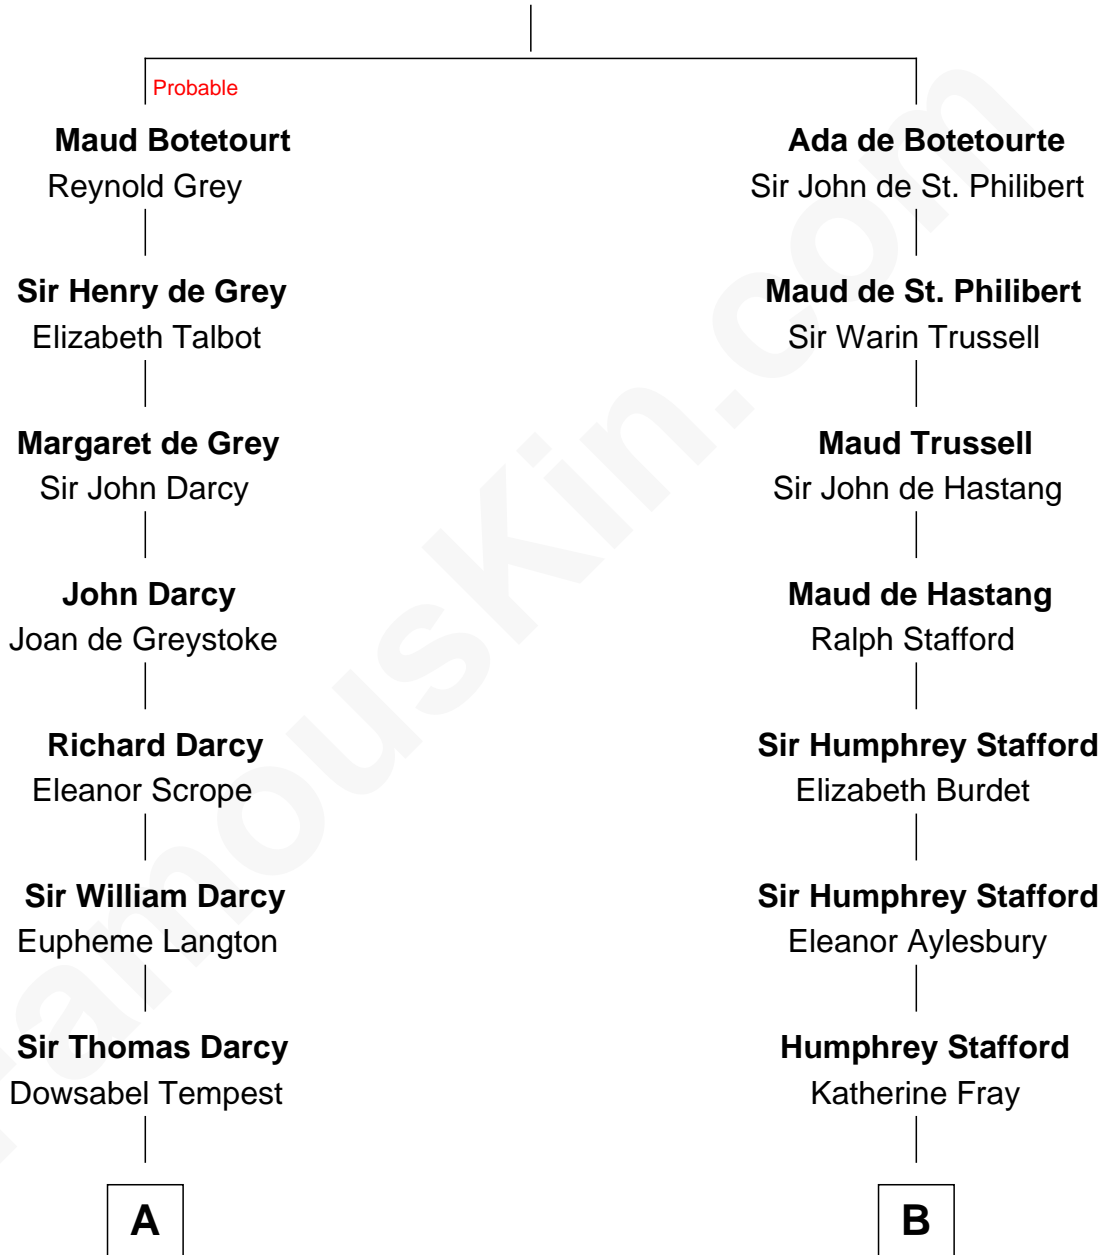 Probable
Maud Botetourt
Reynold Grey
Ada de Botetourte
Sir John de St. Philibert
Sir Henry de Grey
Elizabeth Talbot
Maud de St. Philibert
Sir Warin Trussell
Margaret de Grey
Sir John Darcy
Maud Trussell
Sir John de Hastang
John Darcy
Joan de Greystoke
Maud de Hastang
Ralph Stafford
Richard Darcy
Eleanor Scrope
Sir Humphrey Stafford
Elizabeth Burdet
Sir William Darcy
Eupheme Langton
Sir Humphrey Stafford
Eleanor Aylesbury
Sir Thomas Darcy
Dowsabel Tempest
Humphrey Stafford
Katherine Fray
A
B
FamousKin.com